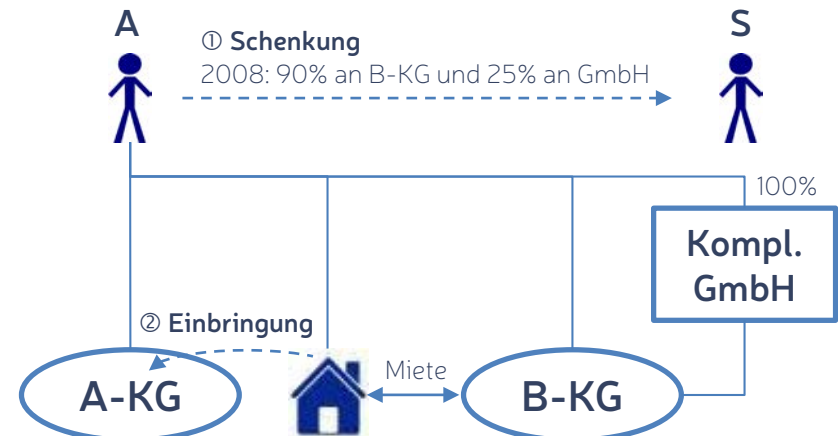 A
S
① Schenkung
2008: 90% an B-KG und 25% an GmbH
100%
Kompl.
GmbH
② Einbringung
Miete
A-KG
B-KG